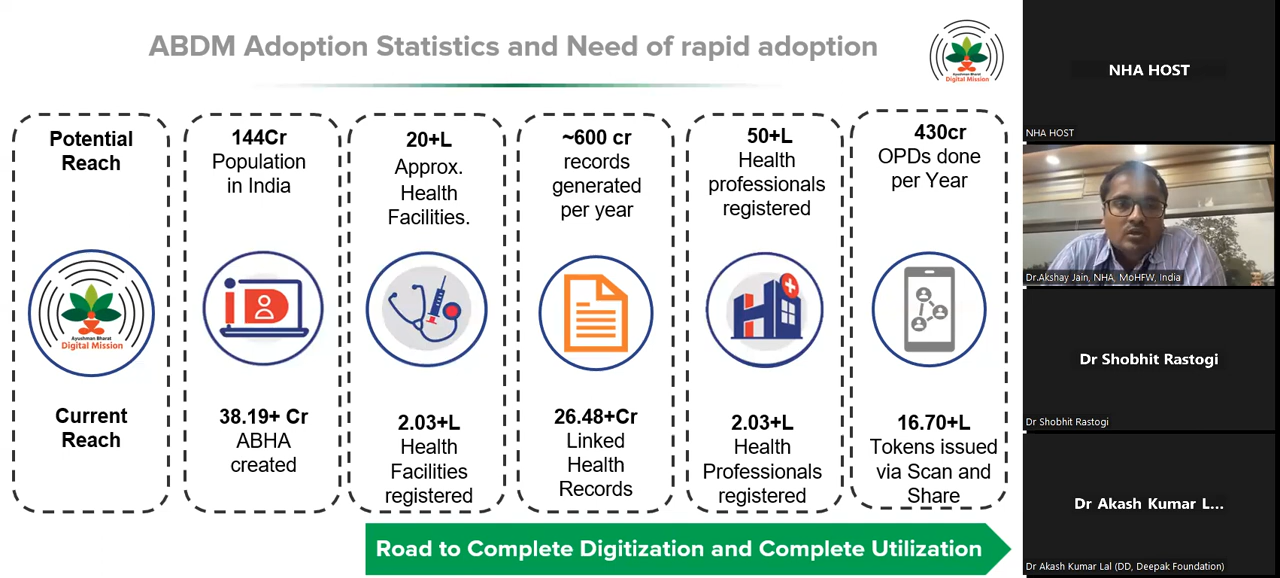 ABDM Adoption Statistics and Need of rapid adoption
Ayushman Bharat
Digital Mission
Potential
Reach
Ayushman Bharat
Digital Mission
Current
Reach
144Cr
Population
in India
iD
38.19+ Cr
ABHA
created
20+L
Approx.
Health
Facilities.
2.03+L
Health
Facilities
registered
~600 cr
records
generated
per year
26.48+Cr
Linked
Health
Records
50+L
Health
professionals
registered
H
2.03+L
Health
Professionals
registered
430cr
OPDs done
per Year
16.70+L
Tokens issued
via Scan and
Share
Road to Complete Digitization and Complete Utilization
NHA HOST
NHA HOST
Dr.Akshay Jain, NHA, MoHFW, India
Dr Shobhit Rastogi
Dr Shobhit Rastogi
Dr Akash Kumar L...
Dr Akash Kumar Lal (DD, Deepak Foundation)